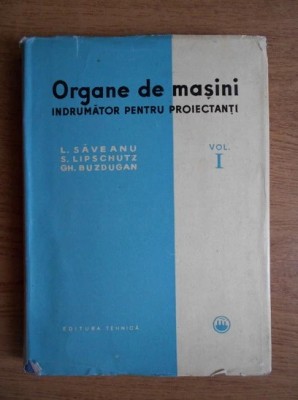 Organe de mașini
INDRUMĂTOR PENTRU PROIECTANȚI
L. SĂVEANU
S. LIPSCHUTZ
GH. BUZDUGAN
VOL.
I
EDITURA TEHNICĂ